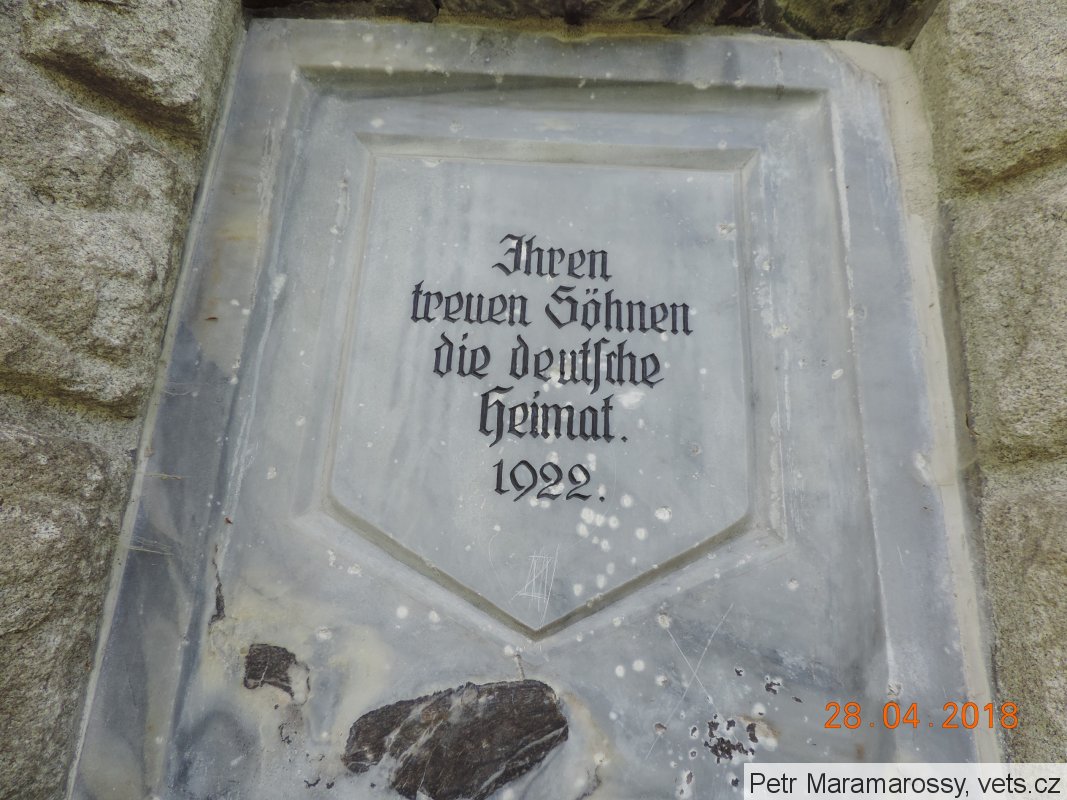 Ihren
treuen Söhnen
die deutsche
Heimat.
1922.
28.04.2018
Petr Maramarossy, vets.cz